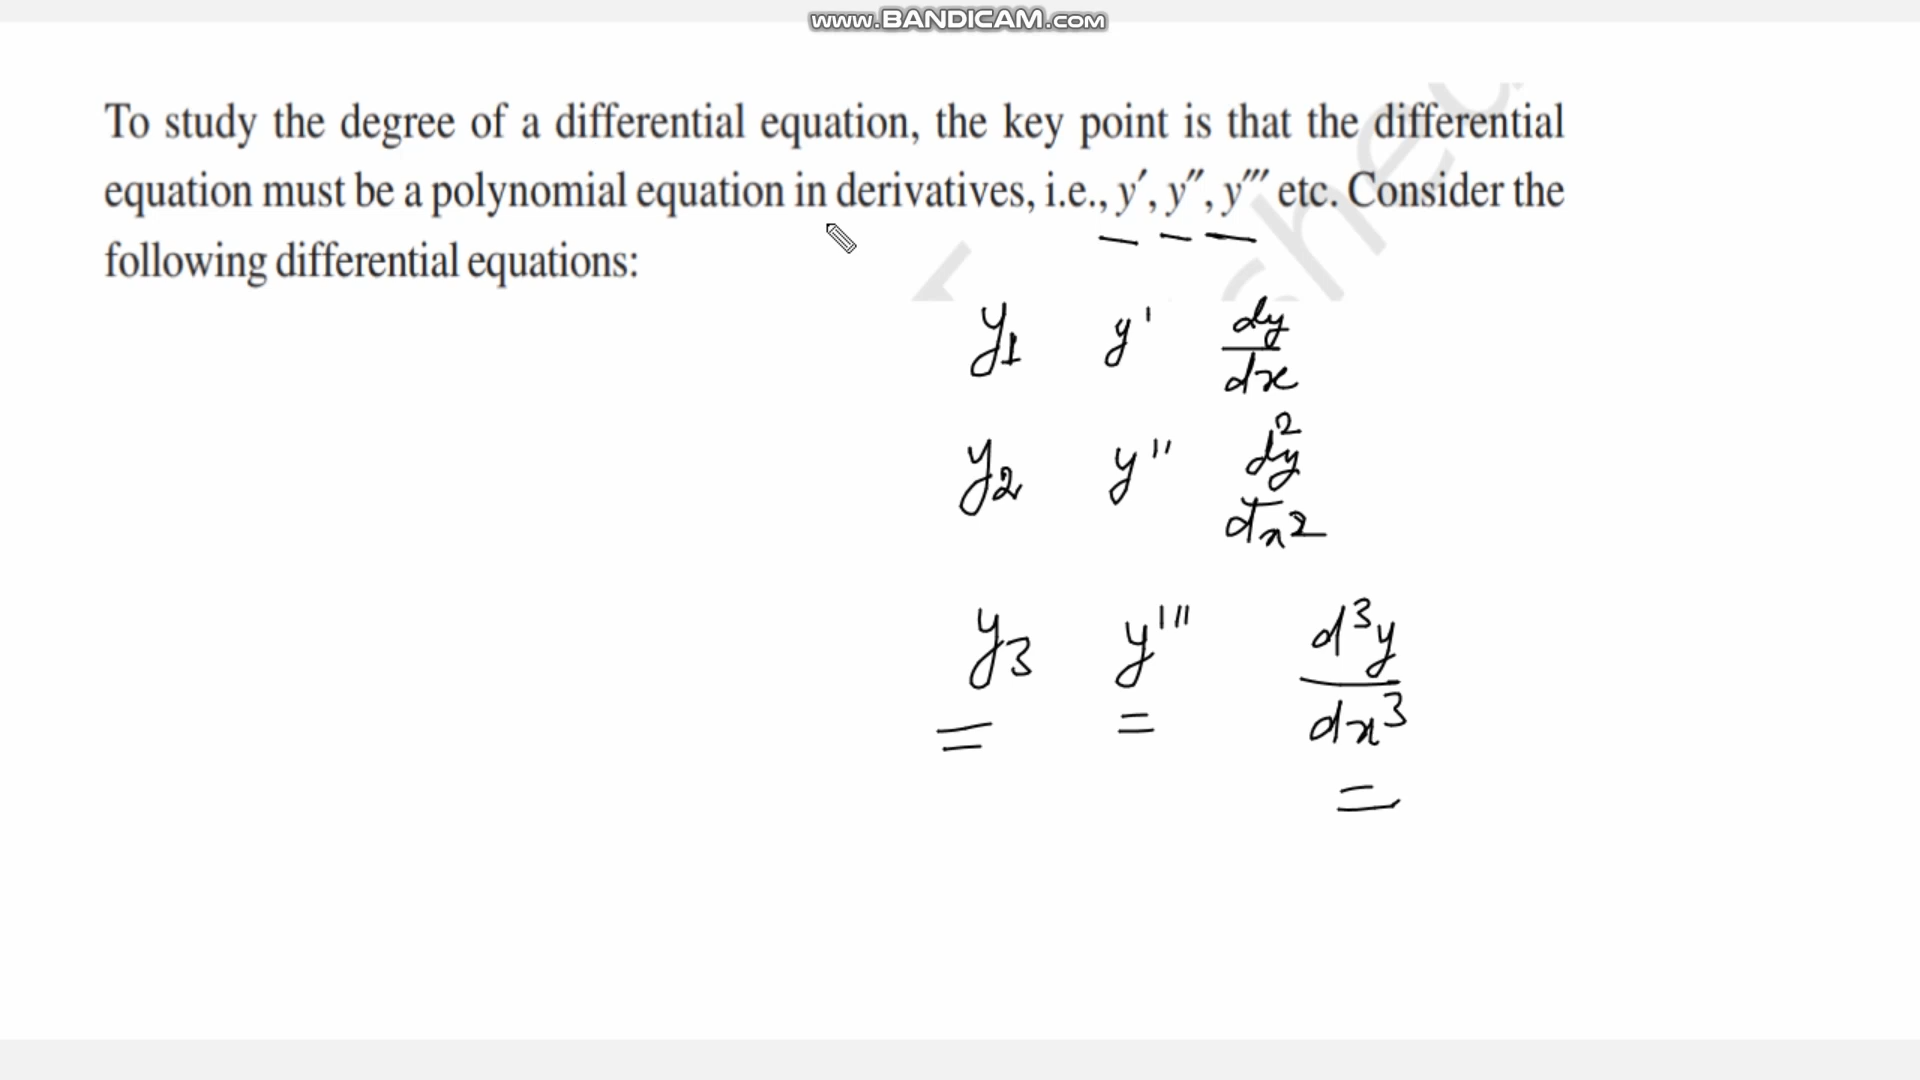 www.BANDICAM.com
To study the degree of a differential equation, the key point is that the differential
equation must be a polynomial equation in derivatives, i.e., y′, y″, y‴ etc. Consider the
following differential equations:
y₁ y' dy/dx
y₂ y'' d²y/dx²
y₃ y''' d³y/dx³